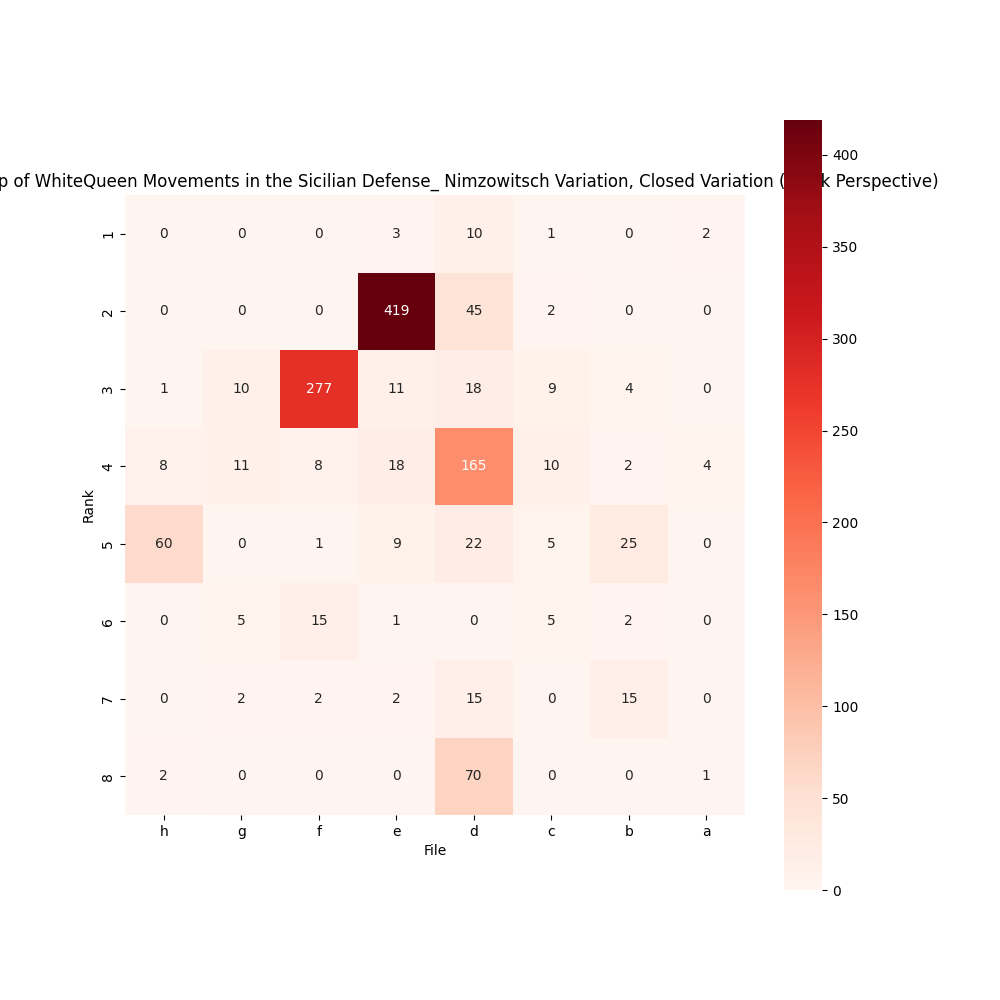 p of WhiteQueen Movements in the Sicilian Defense_ Nimzowitsch Variation, Closed Variation ( k Perspective)
400
350
300
250
200
150
100
50
0
Rank
1 0 0 0 3 10 1 0 2
2 0 0 0 419 45 2 0 0
3 1 10 277 11 18 9 4 0
4 8 11 8 18 165 10 2 4
5 60 0 1 9 22 5 25 0
6 0 5 15 1 0 5 2 0
7 0 2 2 2 15 0 15 0
8 2 0 0 0 70 0 0 1
h g f e d c b a
File